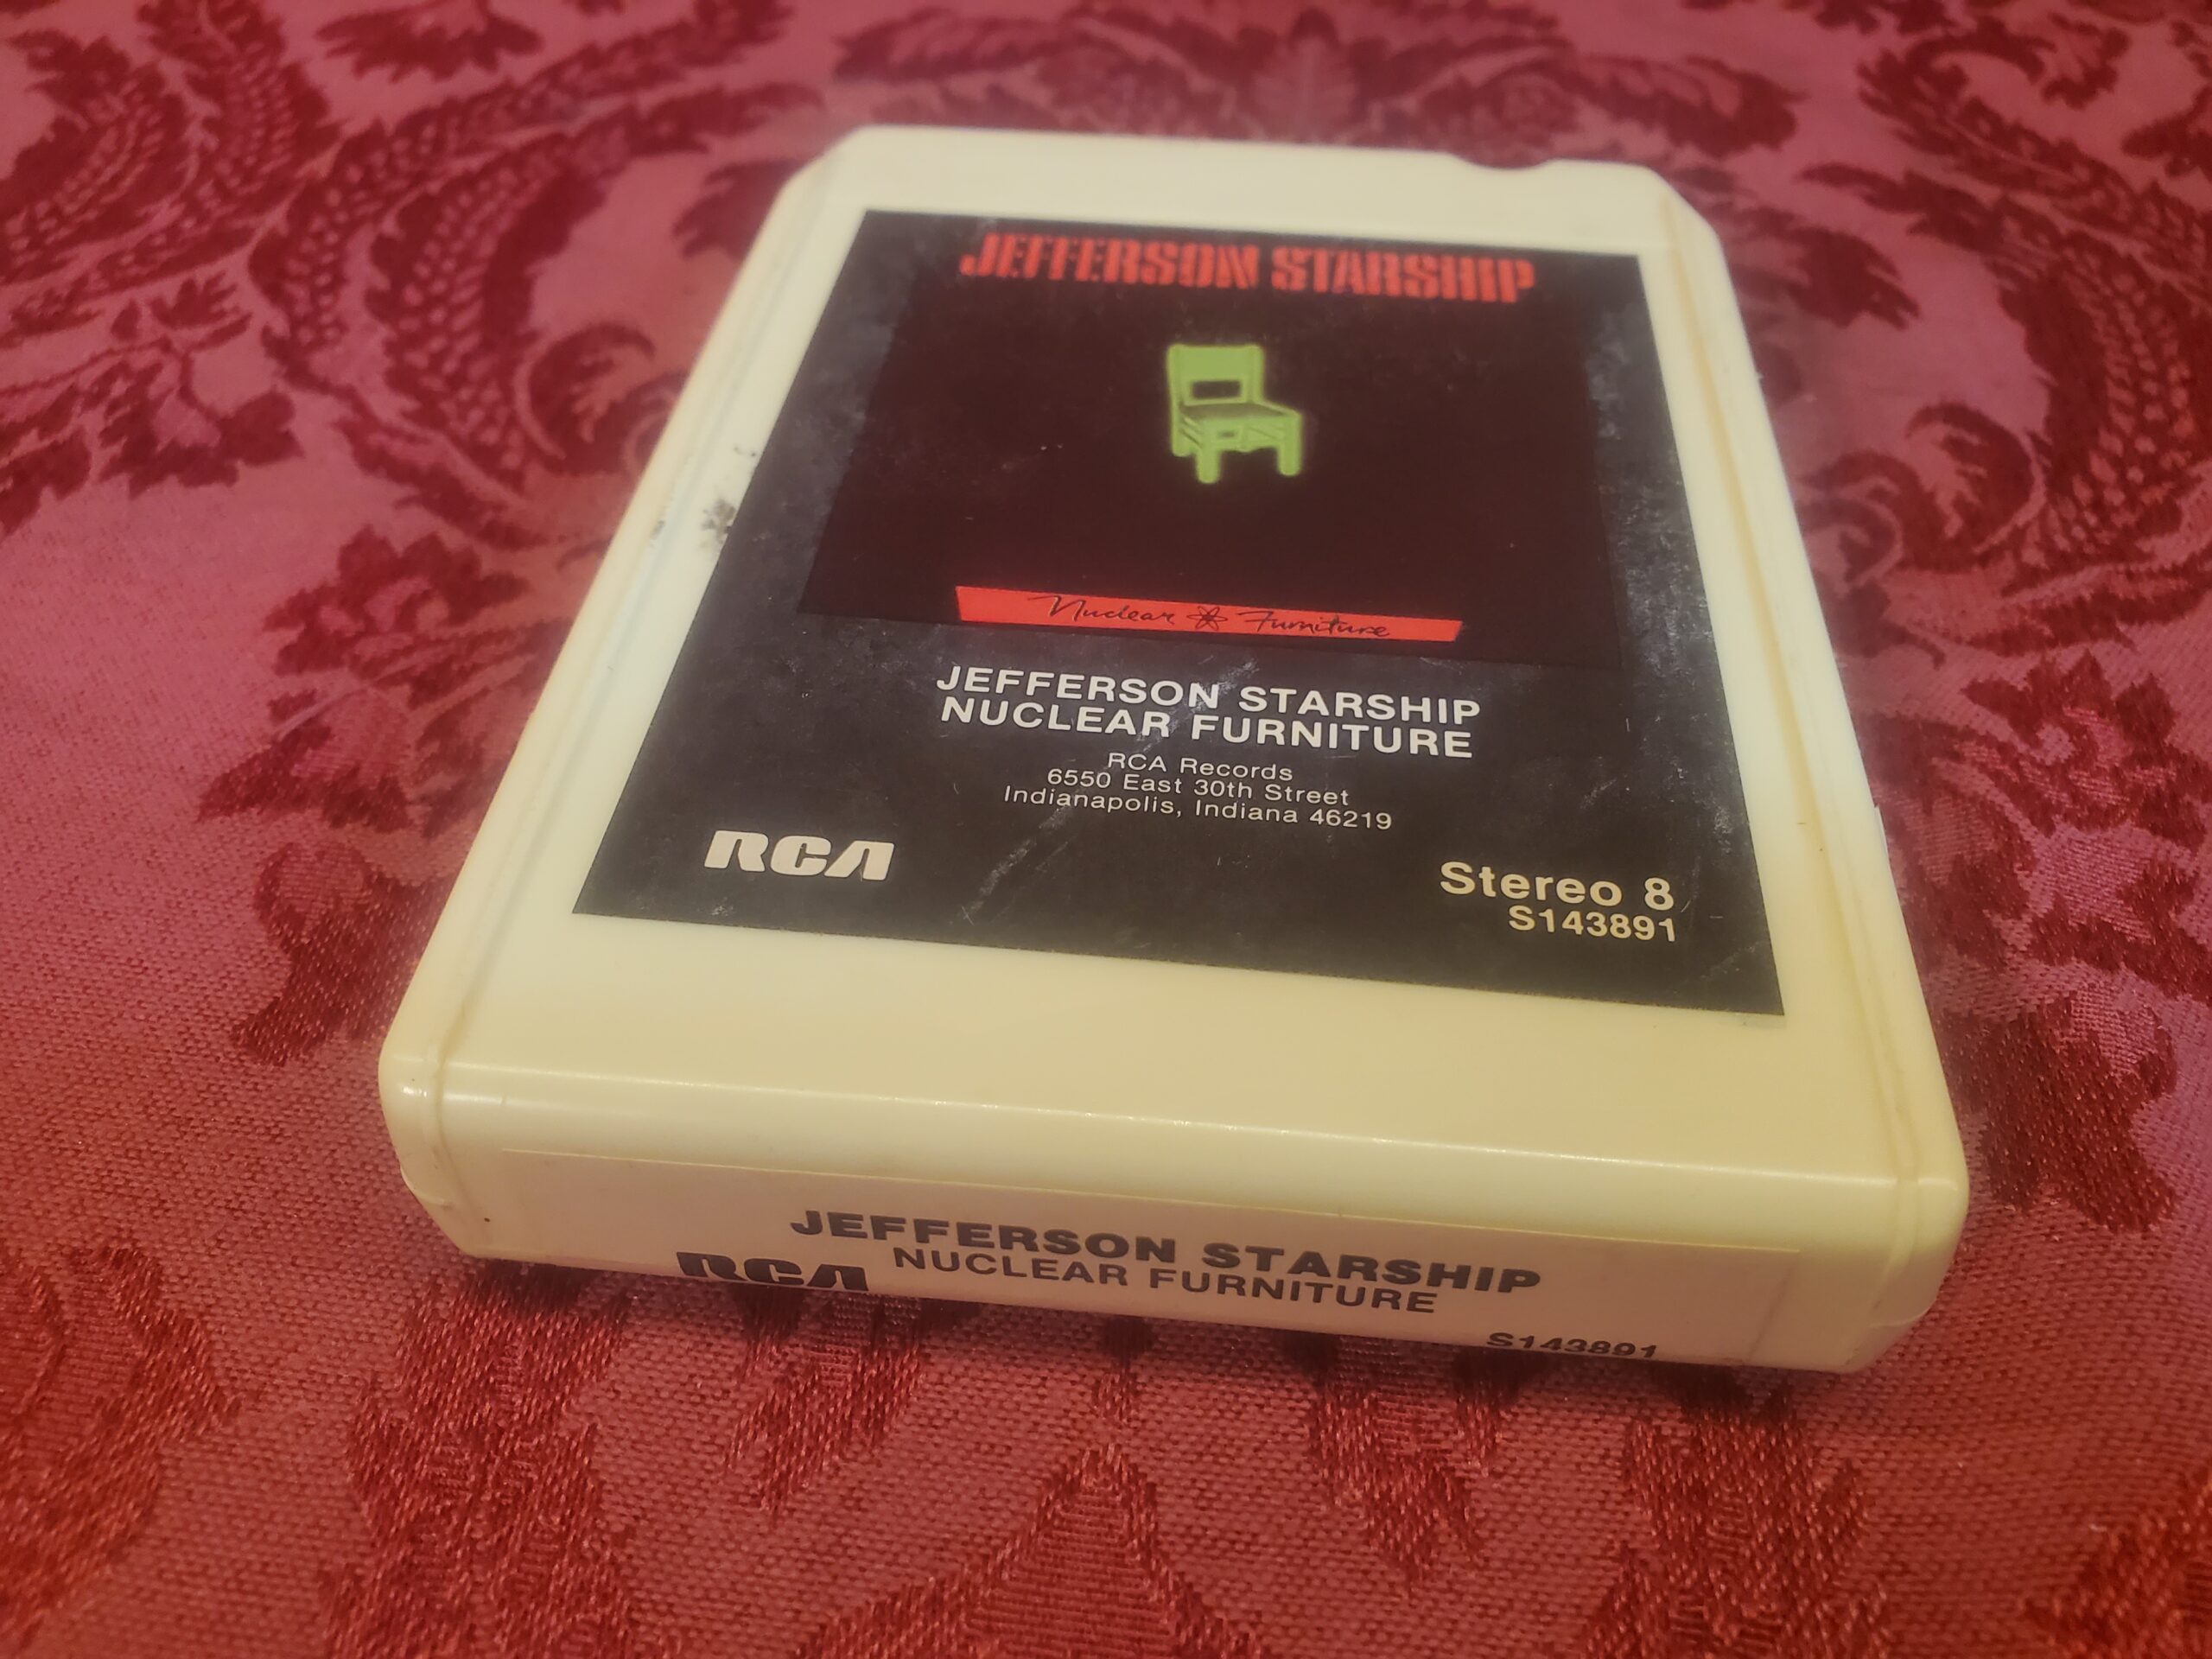 JEFFERSON STARSHIP
Nuclear Furniture
JEFFERSON STARSHIP
NUCLEAR FURNITURE
RCA Records
6550 East 30th Street
Indianapolis, Indiana 46219
RCA
Stereo 8
S143891
JEFFERSON STARSHIP
RCA NUCLEAR FURNITURE
S143891